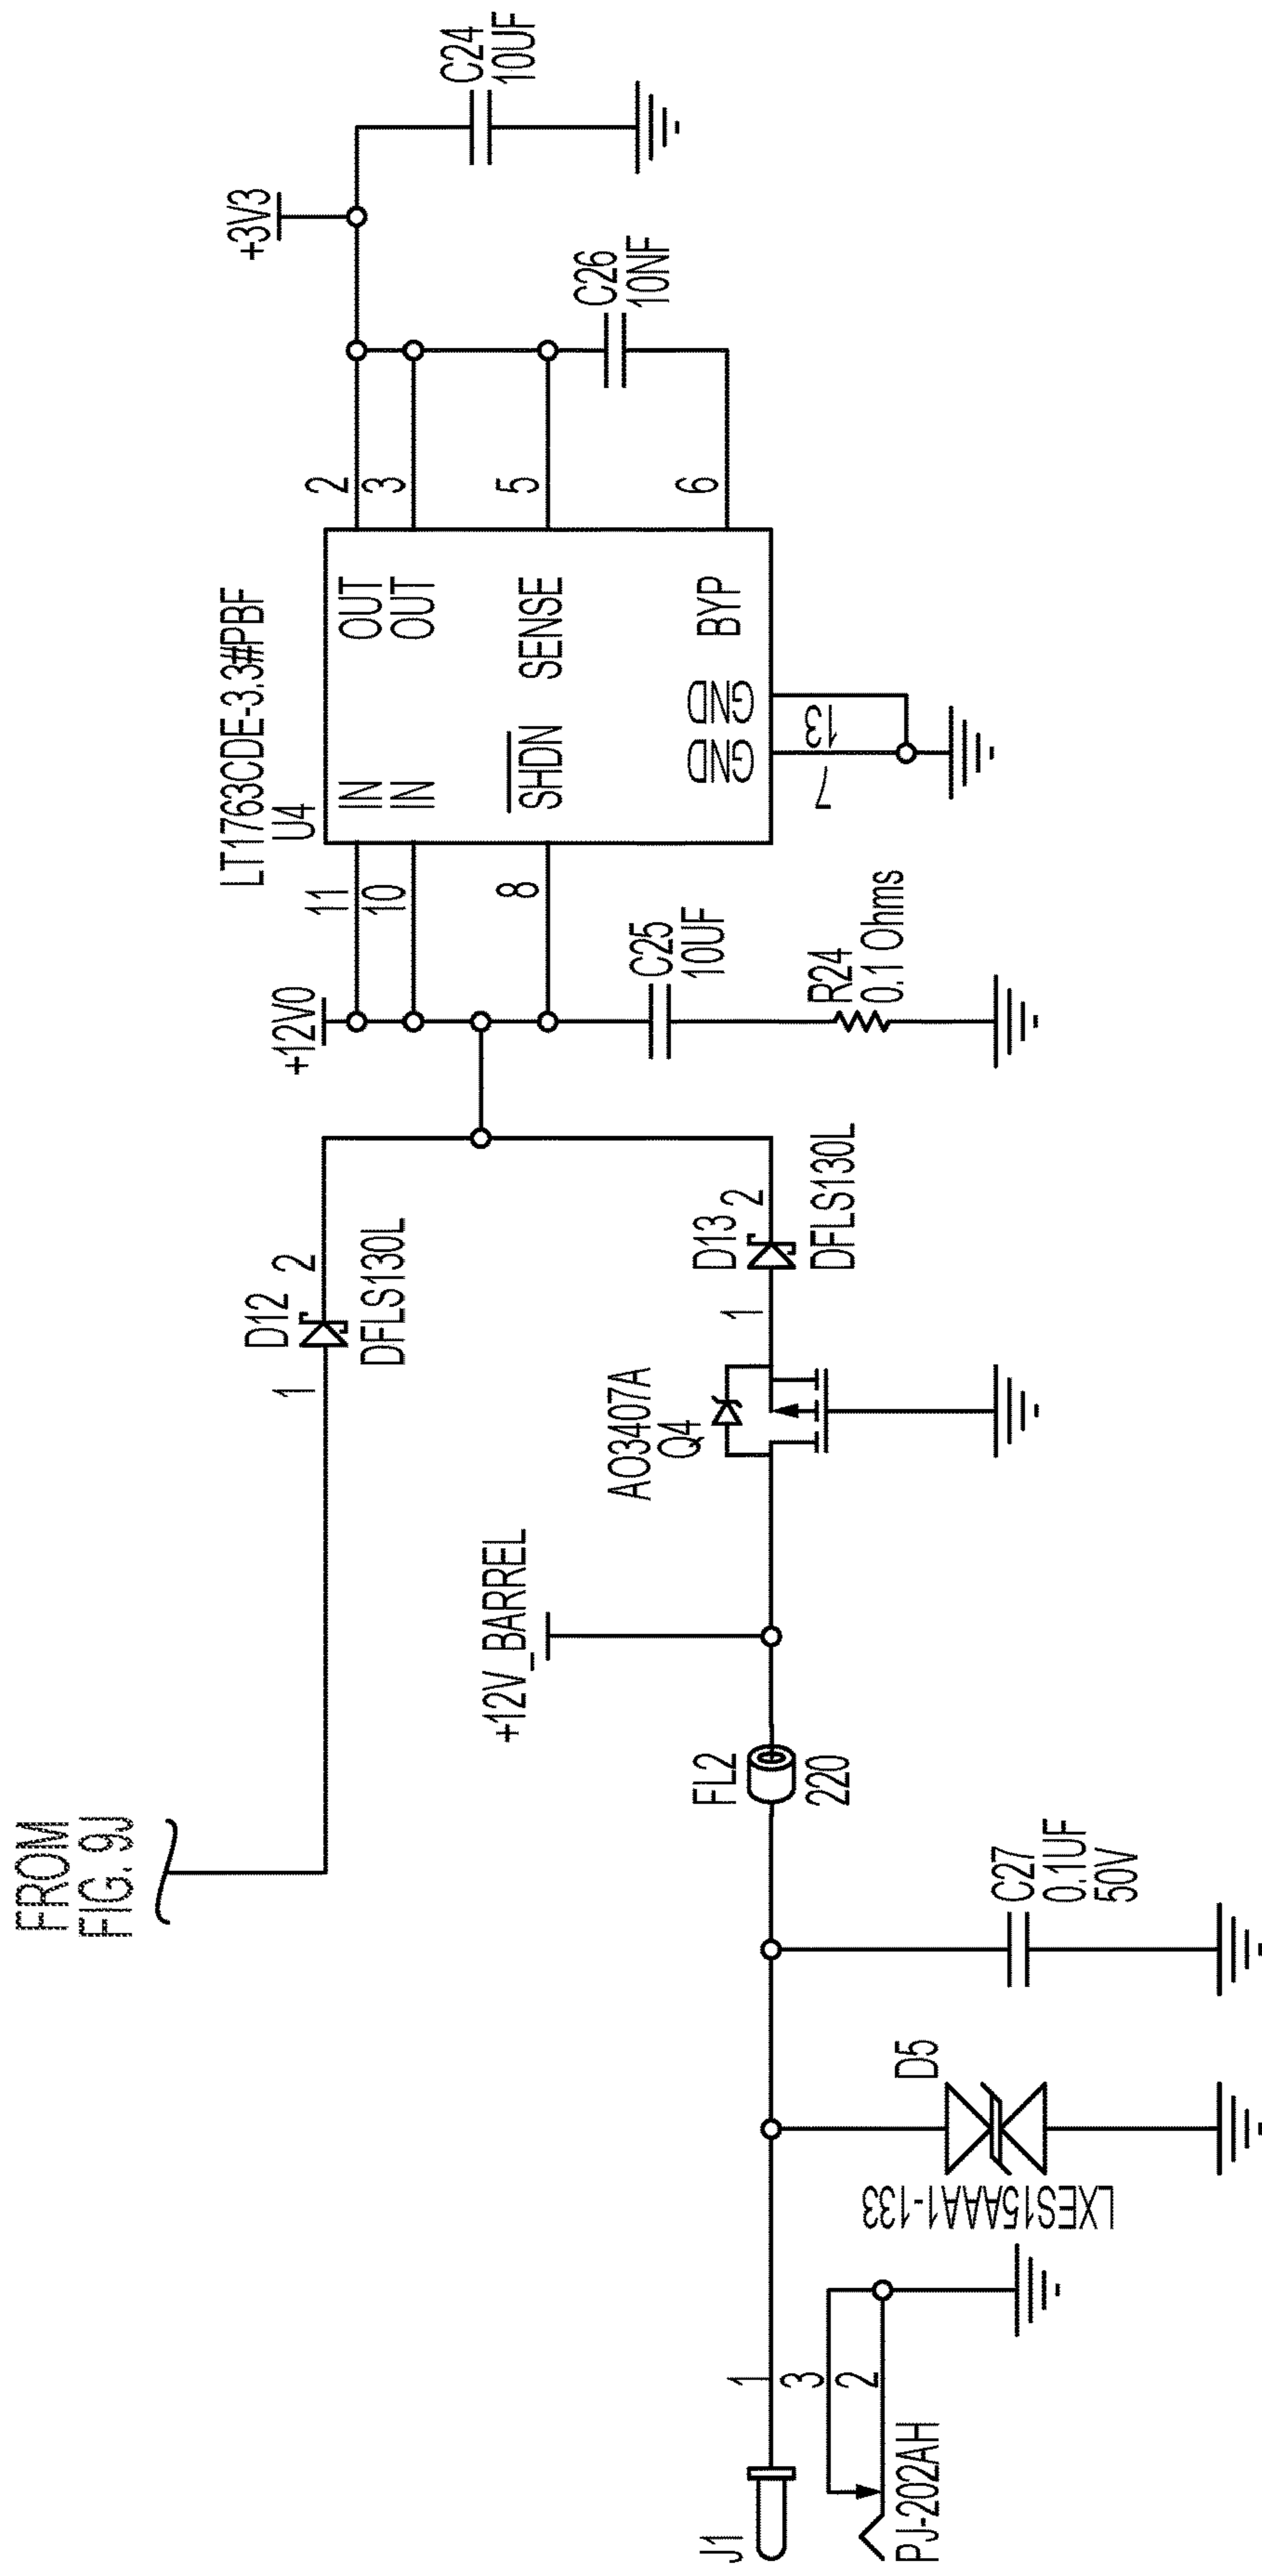 FROM
FIG. 9J
D12
1
2
DFLS130L
+12V_BARREL
AO3407A
Q4
D13
1
2
DFLS130L
FL2
220
C27
0.1UF
50V
D5
LXES15AAA1-133
J1
1
3
2
PJ-202AH
+12V0
11
10
8
C25
10UF
R24
0.1 Ohms
LT1763CDE-3.3#PBF
U4
IN
IN
SHDN
OUT
OUT
SENSE
BYP
GND
GND
7
13
2
3
5
6
+3V3
C26
10NF
C24
10UF